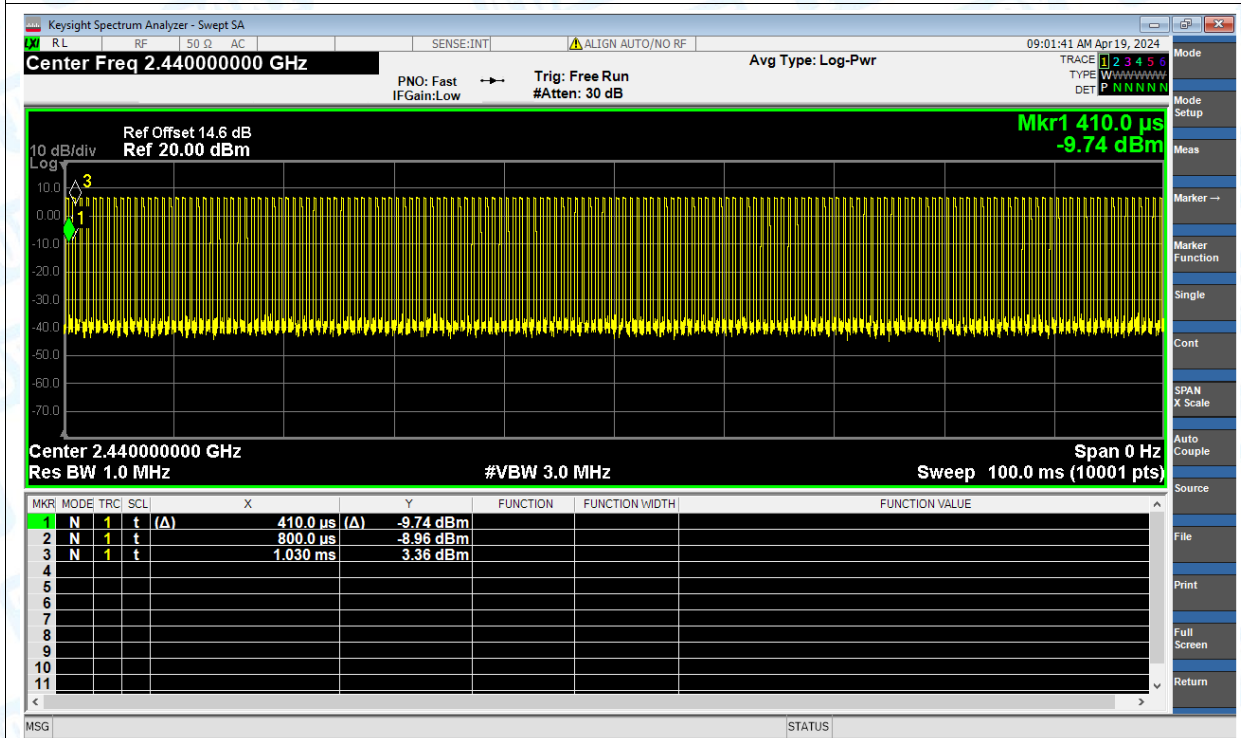 Keysight Spectrum Analyzer - Swept SA
LXI RL RF 50 Ω AC SENSE:INT ALIGN AUTO/NO RF 09:01:41 AM Apr 19, 2024
Center Freq 2.440000000 GHz
PNO: Fast
IFGain:Low
Trig: Free Run
#Atten: 30 dB
Avg Type: Log-Pwr
TRACE 1 2 3 4 5 6
TYPE WWWWWW
DET P N N N N N
Ref Offset 14.6 dB
10 dB/div Ref 20.00 dBm
Log
Mkr1 410.0 µs
-9.74 dBm
10.0
0.00
-10.0
-20.0
-30.0
-40.0
-50.0
-60.0
-70.0
3
1
Center 2.440000000 GHz Span 0 Hz
Res BW 1.0 MHz #VBW 3.0 MHz Sweep 100.0 ms (10001 pts)
MKR MODE TRC SCL X Y FUNCTION FUNCTION WIDTH FUNCTION VALUE
1 N 1 t (Δ) 410.0 µs (Δ) -9.74 dBm
2 N 1 t 800.0 µs -8.96 dBm
3 N 1 t 1.030 ms 3.36 dBm
4
5
6
7
8
9
10
11
MSG STATUS
Mode
Mode Setup
Meas
Marker→
Marker Function
Single
Cont
SPAN X Scale
Auto Couple
Source
File
Print
Full Screen
Return